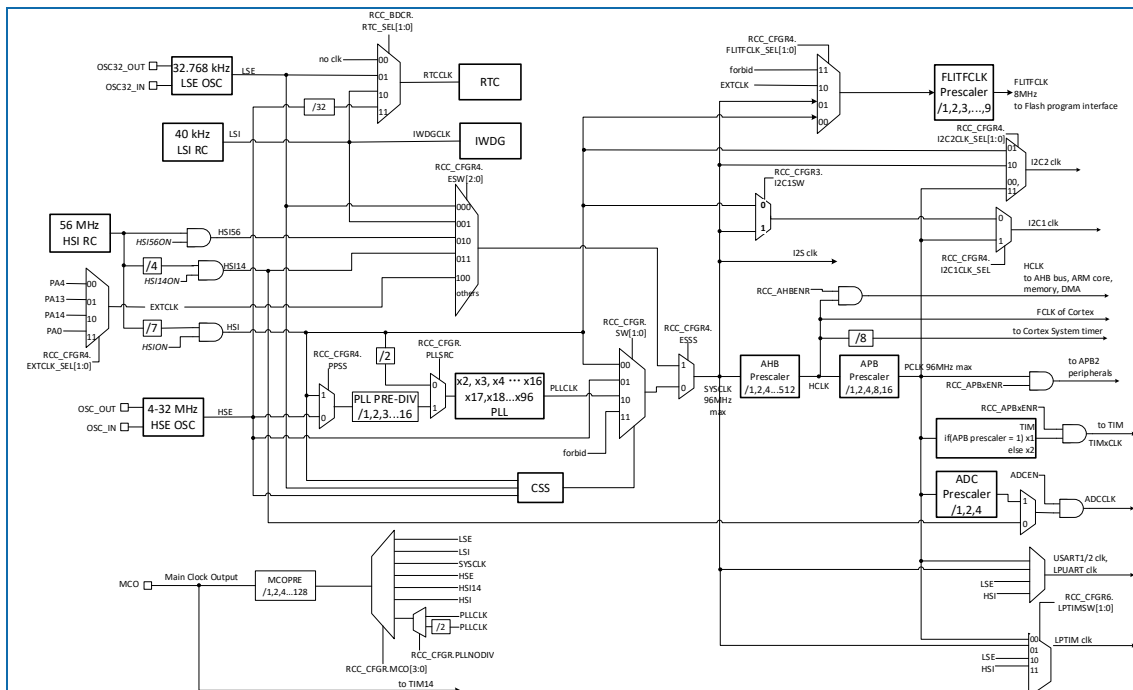 RCC_BDCR.
RTC_SEL[1:0]
OSC32_OUT
OSC32_IN
32.768 kHz
LSE OSC
LSE
no clk
00
01
10
11
/32
RTCCLK
RTC
40 kHz
LSI RC
LSI
IWDGCLK
IWDG
RCC_CFGR4.
FLITFCLK_SEL[1:0]
forbid
EXTCLK
11
10
01
00
FLITFCLK
Prescaler
/1,2,3,...,9
FLITFCLK
8MHz
to Flash program interface
RCC_CFGR4.
I2C2CLK_SEL[1:0]
01
10
00,
11
I2C2 clk
RCC_CFGR3.
I2C1SW
0
1
0
1
I2C1 clk
RCC_CFGR4.
I2C1CLK_SEL
I2S clk
RCC_CFGR4.
ESW[2:0]
000
001
010
011
100
others
56 MHz
HSI RC
HSI56ON
HSI56
/4
HSI14ON
HSI14
PA4
PA13
PA14
PA0
00
01
10
11
EXTCLK
RCC_CFGR4.
EXTCLK_SEL[1:0]
/7
HSION
HSI
RCC_AHBENR
HCLK
to AHB bus, ARM core,
memory, DMA
FCLK of Cortex
/8
to Cortex System timer
OSC_OUT
OSC_IN
4-32 MHz
HSE OSC
HSE
RCC_CFGR4.
PPSS
1
0
/2
PLL PRE-DIV
/1,2,3...16
RCC_CFGR.
PLLSRC
0
1
x2, x3, x4 ··· x16
x17,x18...x96
PLL
PLLCLK
RCC_CFGR.
SW[1:0]
00
01
10
11
forbid
RCC_CFGR4.
ESSS
1
0
CSS
SYSCLK
96MHz
max
AHB
Prescaler
/1,2,4...512
HCLK
APB
Prescaler
/1,2,4,8,16
PCLK 96MHz max
RCC_APBxENR
to APB2
peripherals
RCC_APBxENR
TIM
if(APB prescaler = 1) x1
else x2
to TIM
TIMxCLK
ADC
Prescaler
/1,2,4
ADCEN
1
0
ADCCLK
USART1/2 clk,
LPUART clk
LSE
HSI
RCC_CFGR6.
LPTIMSW[1:0]
00
01
10
11
LSE
HSI
LPTIM clk
MCO
Main Clock Output
MCOPRE
/1,2,4...128
LSE
LSI
SYSCLK
HSE
HSI14
HSI
PLLCLK
/2
PLLCLK
RCC_CFGR.PLLNODIV
RCC_CFGR.MCO[3:0]
to TIM14